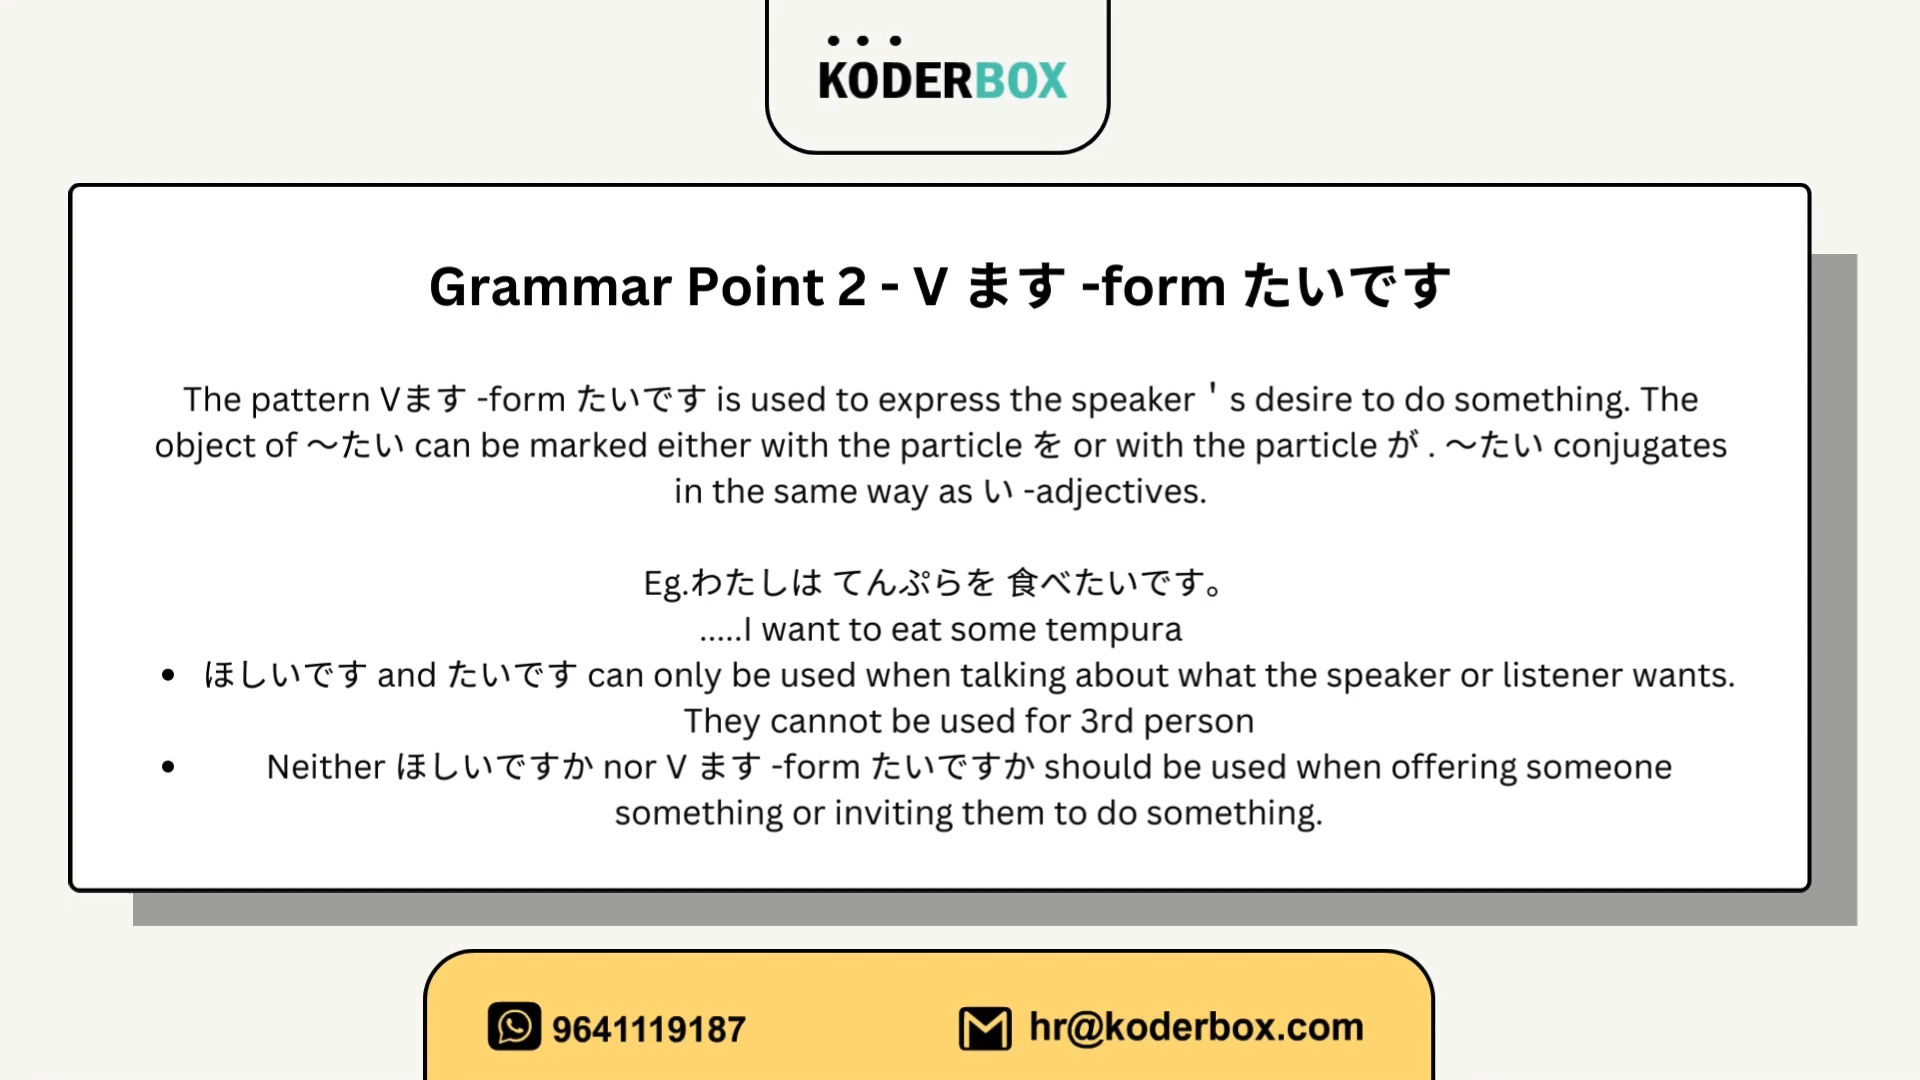 KODERBOX
Grammar Point 2 - V ます -form たいです
The pattern Vます -form たいです is used to express the speaker ' s desire to do something. The
object of 〜たい can be marked either with the particle を or with the particle が . 〜たい conjugates
in the same way as い -adjectives.
Eg.わたしは てんぷらを 食べたいです。
.....I want to eat some tempura
• ほしいです and たいです can only be used when talking about what the speaker or listener wants.
They cannot be used for 3rd person
• Neither ほしいですか nor V ます -form たいですか should be used when offering someone
something or inviting them to do something.
9641119187
hr@koderbox.com